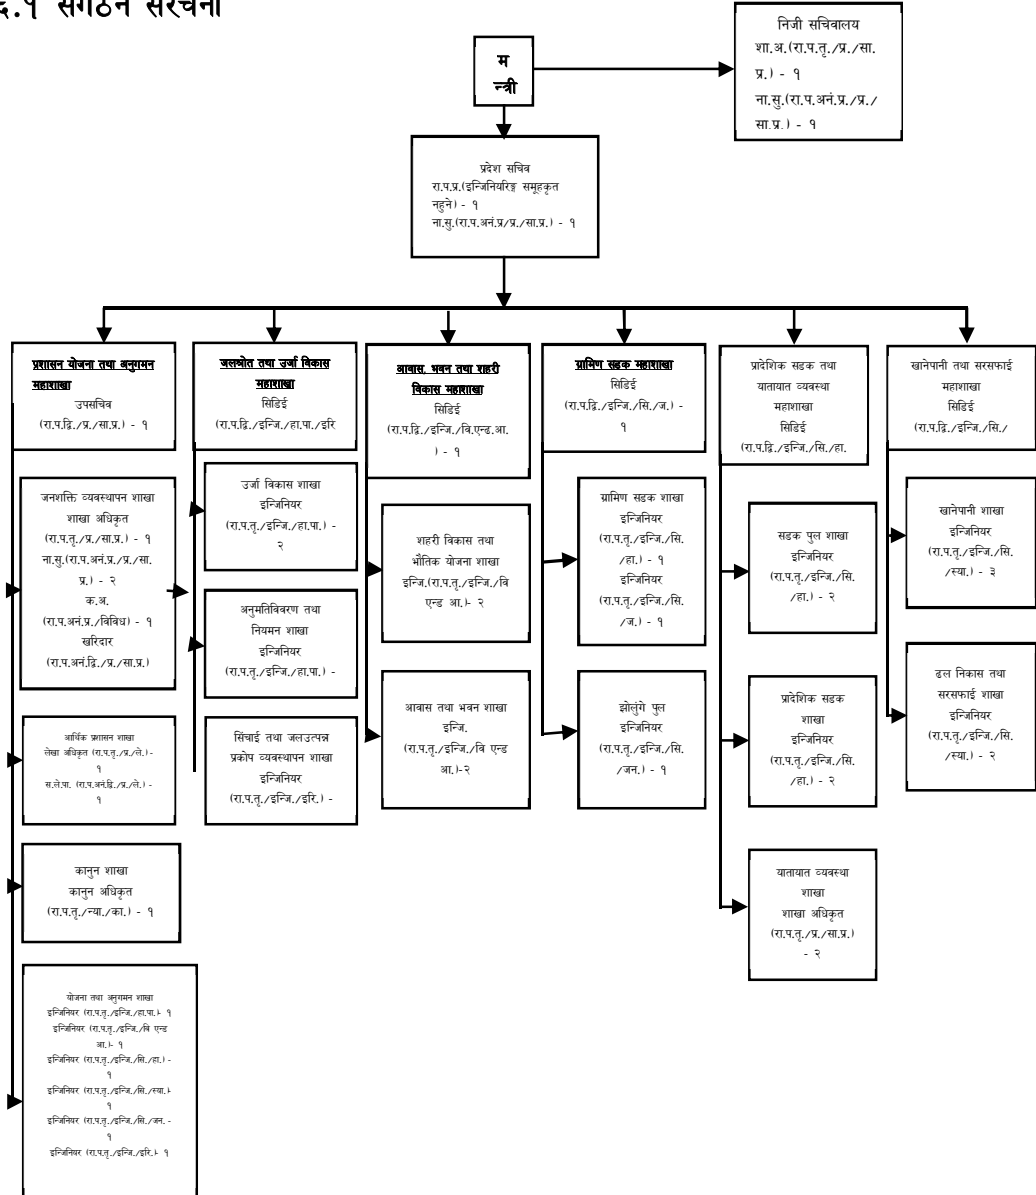 ६.१ संगठन संरचना
म
न्त्री
निजी सचिवालय
शा.अ.(रा.प.तृ./प्र./सा.
प्र.) - १
ना.सु.(रा.प.अनं.प्र./प्र./
सा.प्र.) - १
प्रदेश सचिव
रा.प.प्र.(इन्जिनियरिङ्ग समूहकृत
नहुने) - १
ना.सु.(रा.प.अनं.प्र/प्र./सा.प्र.) - १
प्रशासन योजना तथा अनुगमन
महाशाखा
उपसचिव
(रा.प.द्वि./प्र./सा.प्र.) - १
जनशक्ति व्यवस्थापन शाखा
शाखा अधिकृत
(रा.प.तृ./प्र./सा.प्र.) - १
ना.सु.(रा.प.अनं.प्र./प्र./सा.
प्र.) - २
क.अ.
(रा.प.अनं.प्र./विविध) - १
खरिदार
(रा.प.अनं.द्वि./प्र./सा.प्र.)
आर्थिक प्रशासन शाखा
लेखा अधिकृत (रा.प.तृ./प्र./ले.) -
१
स.ले.पा. (रा.प.अनं.द्वि./प्र./ले.) -
१
कानुन शाखा
कानुन अधिकृत
(रा.प.तृ./न्या./का.) - १
योजना तथा अनुगमन शाखा
इन्जिनियर (रा.प.तृ./इन्जि./हा.पा.)- १
इन्जिनियर (रा.प.तृ./इन्जि./बि एन्ड
आ.)- १
इन्जिनियर (रा.प.तृ./इन्जि./सि./हा.) -
१
इन्जिनियर (रा.प.तृ./इन्जि./सि./स्या.)-
१
इन्जिनियर (रा.प.तृ./इन्जि./सि./जन. -
१
इन्जिनियर (रा.प.तृ./इन्जि./इरि.)- १
जलश्रोत तथा उर्जा विकास
महाशाखा
सिडिई
(रा.प.द्वि./इन्जि./हा.पा./इरि
उर्जा विकास शाखा
इन्जिनियर
(रा.प.तृ./इन्जि./हा.पा.) -
२
अनुमतिविवरण तथा
नियमन शाखा
इन्जिनियर
(रा.प.तृ./इन्जि./हा.पा.) -
सिंचाई तथा जलउत्पन्न
प्रकोप व्यवस्थापन शाखा
इन्जिनियर
(रा.प.तृ./इन्जि./इरि.) -
आवास, भवन तथा शहरी
विकास महाशाखा
सिडिई
(रा.प.द्वि./इन्जि./वि.एन्ड.आ.
) - १
शहरी विकास तथा
भौतिक योजना शाखा
इन्जि.(रा.प.तृ./इन्जि./वि
एन्ड आ.)- २
आवास तथा भवन शाखा
इन्जि.
(रा.प.तृ./इन्जि./वि एन्ड
आ.)-२
ग्रामिण सडक महाशाखा
सिडिई
(रा.प.द्वि./इन्जि./सि./ज.) -
१
ग्रामिण सडक शाखा
इन्जिनियर
(रा.प.तृ./इन्जि./सि.
/हा.) - १
इन्जिनियर
(रा.प.तृ./इन्जि./सि.
/ज.) - १
झोलुंगे पुल
इन्जिनियर
(रा.प.तृ./इन्जि./सि.
/जन.) - १
प्रादेशिक सडक तथा
यातायात व्यवस्था
महाशाखा
सिडिई
(रा.प.द्वि./इन्जि./सि./हा.
सडक पुल शाखा
इन्जिनियर
(रा.प.तृ./इन्जि./सि.
/हा.) - २
प्रादेशिक सडक
शाखा
इन्जिनियर
(रा.प.तृ./इन्जि./सि.
/हा.) - २
यातायात व्यवस्था
शाखा
शाखा अधिकृत
(रा.प.तृ./प्र./सा.प्र.)
- २
खानेपानी तथा सरसफाई
महाशाखा
सिडिई
(रा.प.द्वि./इन्जि./सि./
खानेपानी शाखा
इन्जिनियर
(रा.प.तृ./इन्जि./सि.
/स्या.) - ३
ढल निकास तथा
सरसफाई शाखा
इन्जिनियर
(रा.प.तृ./इन्जि./सि.
/स्या.) - २